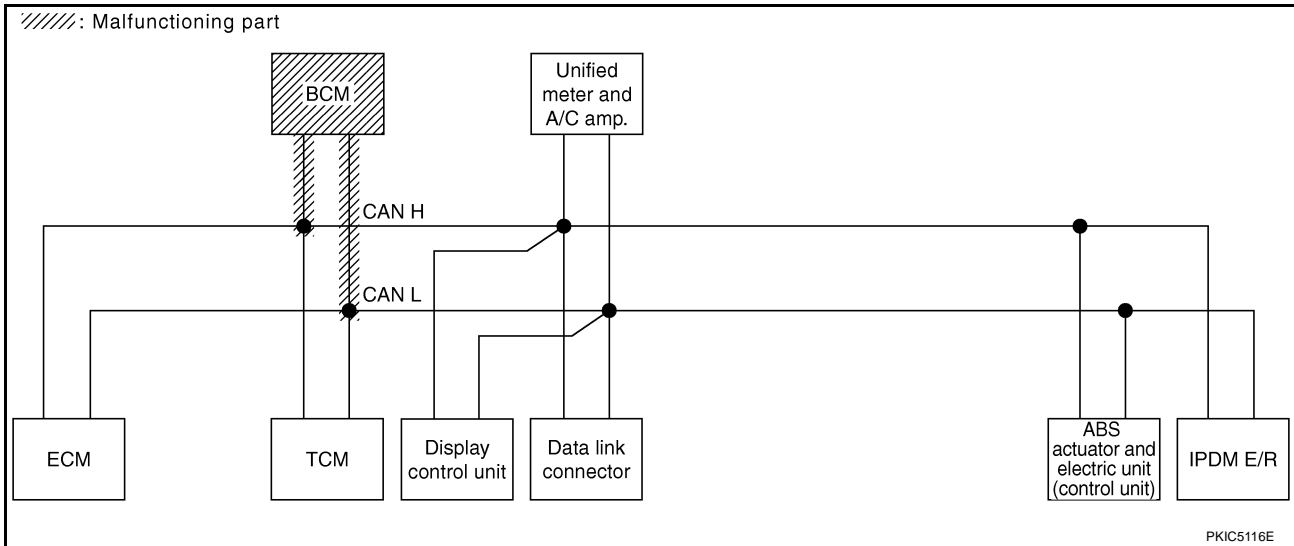 : Malfunctioning part
BCM
Unified
meter and
A/C amp.
CAN H
CAN L
ECM
TCM
Display
control unit
Data link
connector
ABS
actuator and
electric unit
(control unit)
IPDM E/R
PKIC5116E